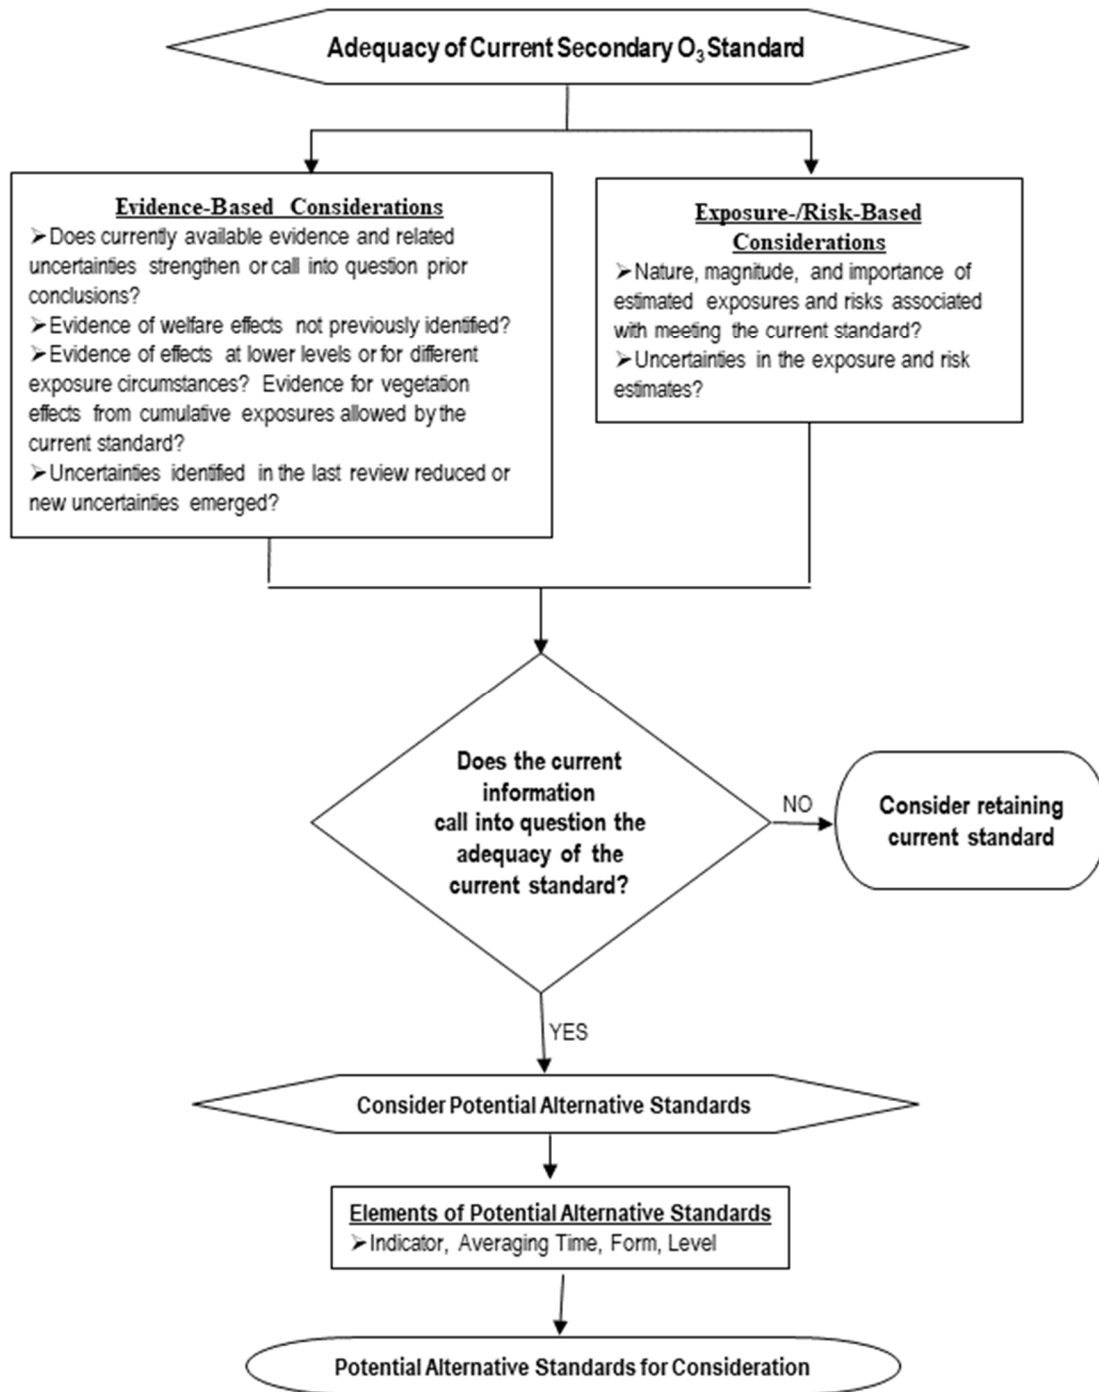 Adequacy of Current Secondary O₃ Standard
Evidence-Based Considerations
➢Does currently available evidence and related
uncertainties strengthen or call into question prior
conclusions?
➢Evidence of welfare effects not previously identified?
➢Evidence of effects at lower levels or for different
exposure circumstances? Evidence for vegetation
effects from cumulative exposures allowed by the
current standard?
➢Uncertainties identified in the last review reduced or
new uncertainties emerged?
Exposure-/Risk-Based
Considerations
➢Nature, magnitude, and importance of
estimated exposures and risks associated
with meeting the current standard?
➢Uncertainties in the exposure and risk
estimates?
Does the current
information
call into question the
adequacy of the
current standard?
NO
Consider retaining
current standard
YES
Consider Potential Alternative Standards
Elements of Potential Alternative Standards
➢Indicator, Averaging Time, Form, Level
Potential Alternative Standards for Consideration